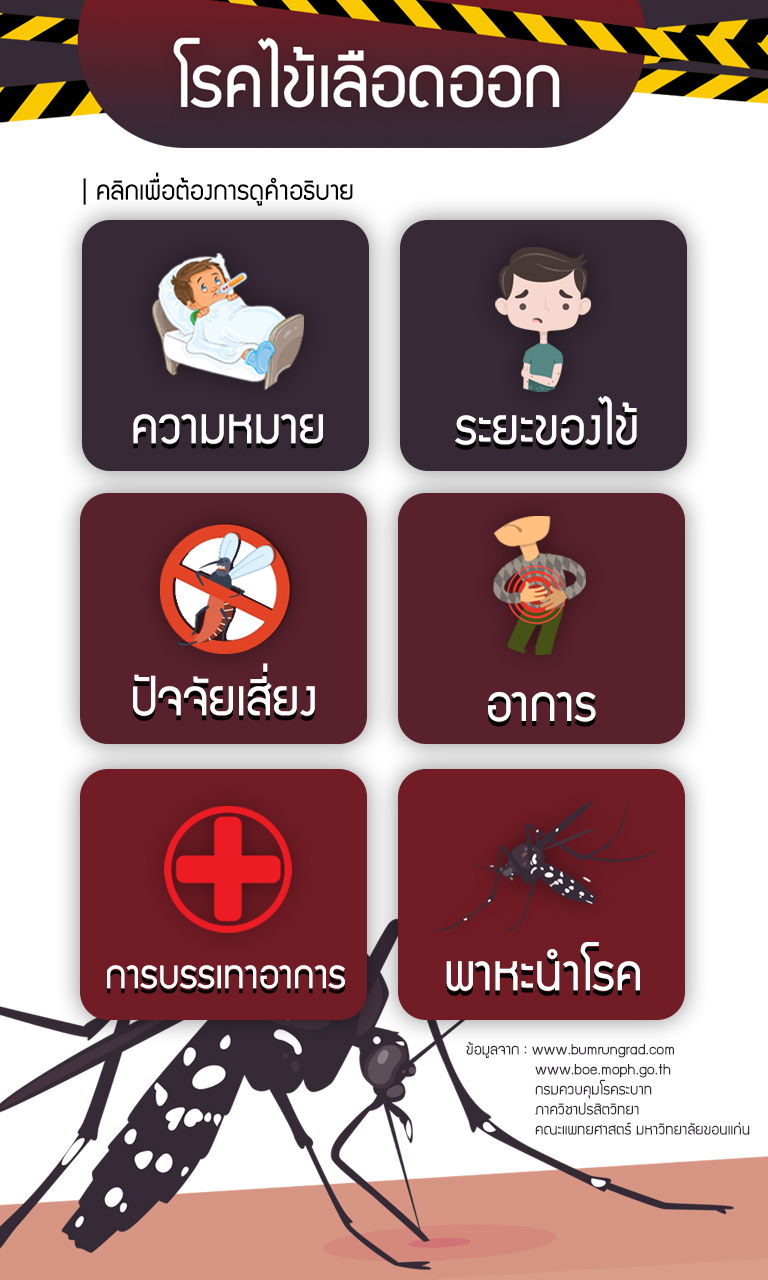 โรคไข้เลือดออก
| คลิกเพื่อต้องการดูคำอธิบาย
ความหมาย
ระยะของไข้
ปัจจัยเสี่ยง
อาการ
การบรรเทาอาการ
พาหะนำโรค
ข้อมูลจาก : www.bumrungrad.com
www.boe.moph.go.th
กรมควบคุมโรคระบาท
ภาควิชาปรสิตวิทยา
คณะแพทยศาสตร์ มหาวิทยาลัยขอนแก่น